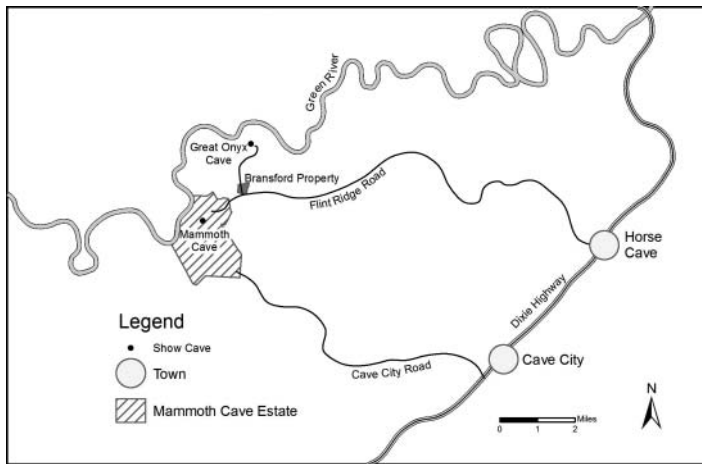 Green River
Great Onyx
Cave
Bransford Property
Flint Ridge Road
Mammoth
Cave
Horse
Cave
Dixie Highway
Legend
Show Cave
Town
Mammoth Cave Estate
Cave City Road
Cave City
N
Miles
0 1 2